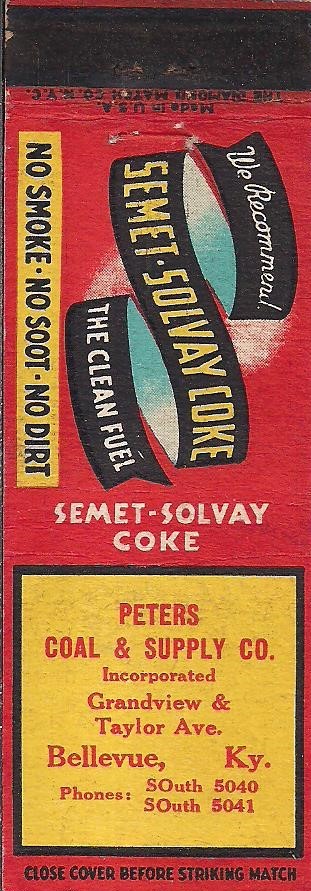 Made in U.S.A.
THE DIAMOND MATCH CO. N.Y.C.
We Recommend
SEMET-SOLVAY COKE
THE CLEAN FUEL
NO SMOKE • NO SOOT • NO DIRT
SEMET-SOLVAY
COKE
PETERS
COAL & SUPPLY CO.
Incorporated
Grandview &
Taylor Ave.
Bellevue, Ky.
Phones: SOuth 5040
SOuth 5041
CLOSE COVER BEFORE STRIKING MATCH